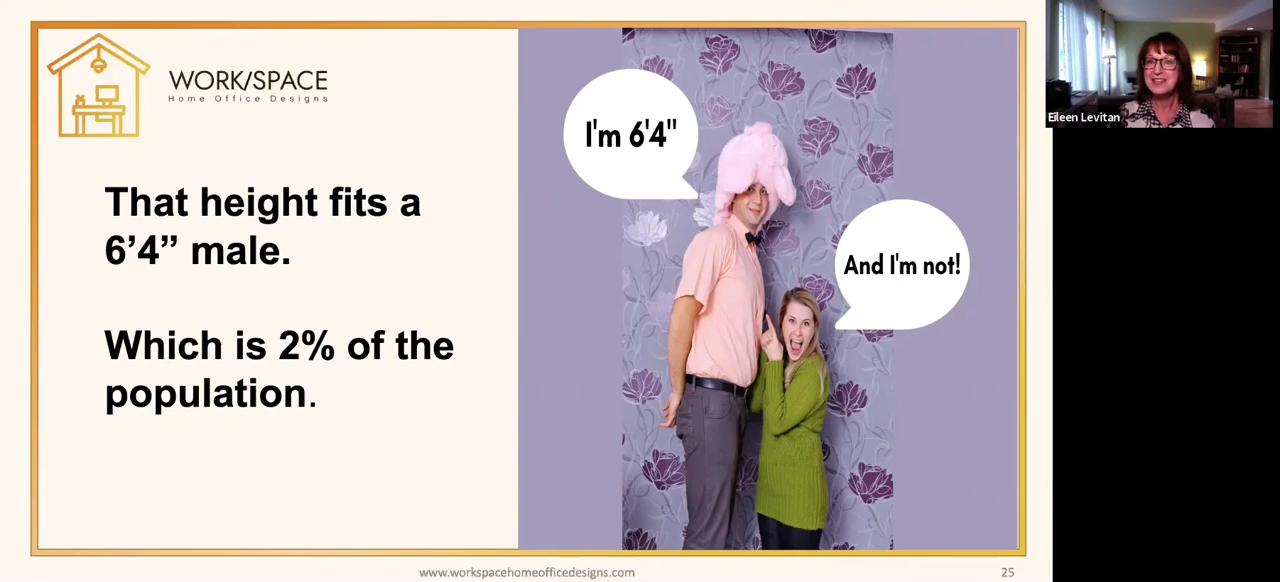 WORK/SPACE
Home Office Designs
That height fits a
6’4” male.
Which is 2% of the
population.
I'm 6'4"
And I'm not!
Eileen Levitan
www.workspacehomeofficedesigns.com
25